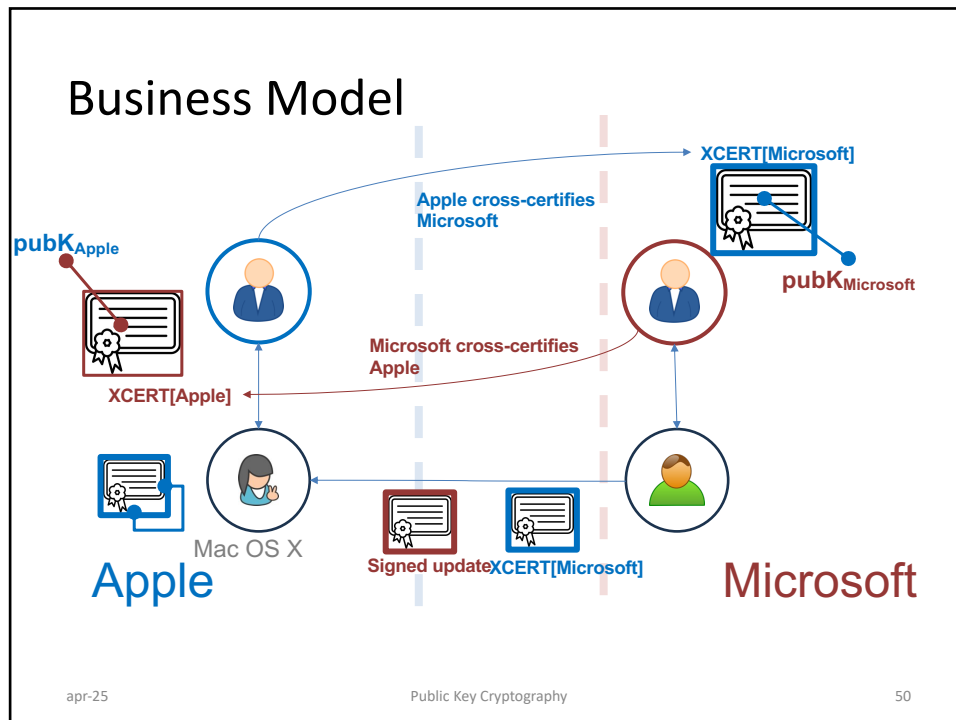 Business Model
XCERT[Microsoft]
Apple cross-certifies
Microsoft
pubKApple
pubKMicrosoft
Microsoft cross-certifies
Apple
XCERT[Apple]
Mac OS X
Signed update
XCERT[Microsoft]
Apple
Microsoft
apr-25
Public Key Cryptography
50